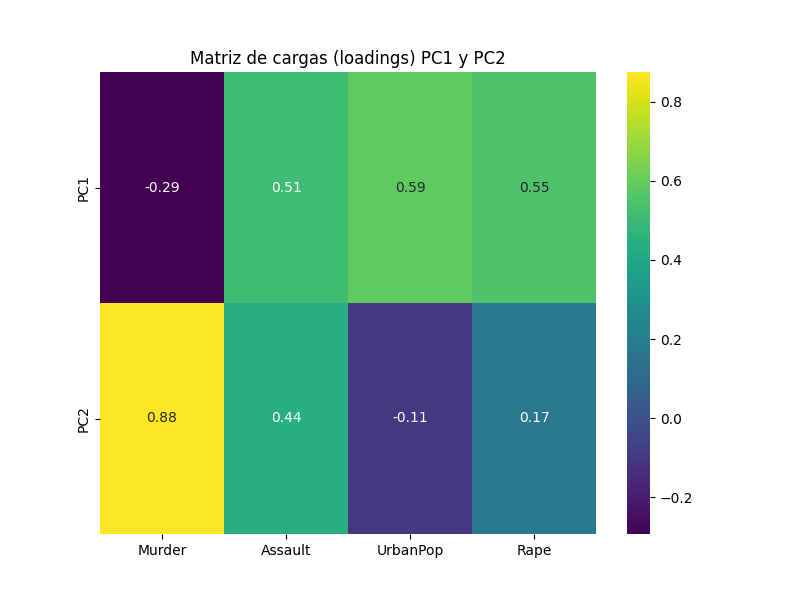 Matriz de cargas (loadings) PC1 y PC2
PC1
-0.29 0.51 0.59 0.55
PC2
0.88 0.44 -0.11 0.17
Murder Assault UrbanPop Rape
0.8
0.6
0.4
0.2
0.0
−0.2